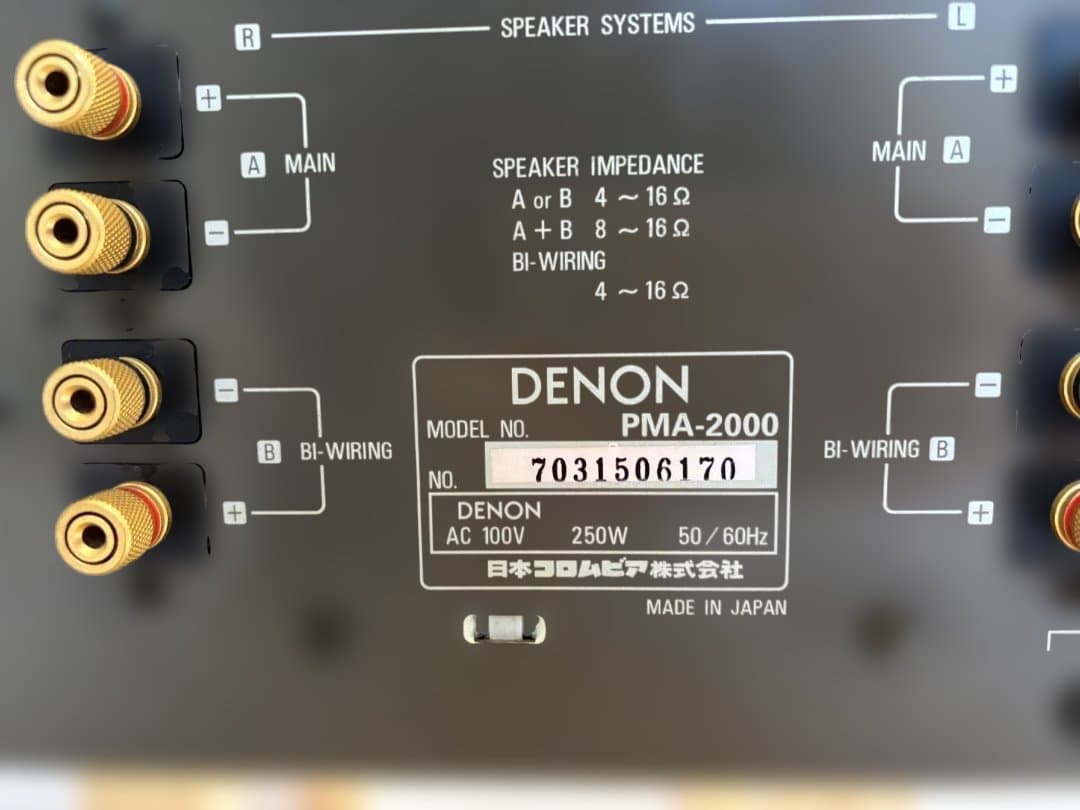 R SPEAKER SYSTEMS L
+ +
A MAIN
MAIN A
− −
SPEAKER IMPEDANCE
A or B 4 ~ 16 Ω
A + B 8 ~ 16 Ω
BI-WIRING
4 ~ 16 Ω
− −
B BI-WIRING
BI-WIRING B
+ +
DENON
MODEL NO. PMA-2000
NO. 7031506170
DENON
AC 100V 250W 50/60Hz
日本コロムビア株式会社
MADE IN JAPAN